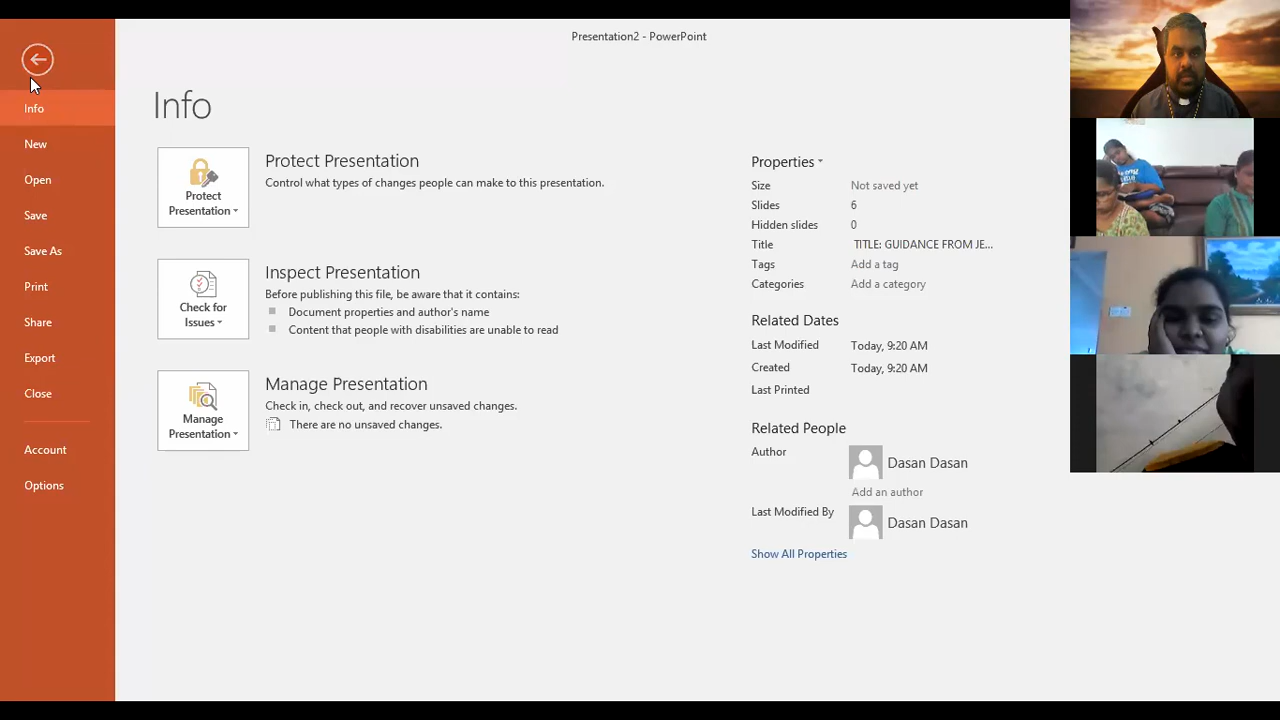 Presentation2 - PowerPoint
Info
New
Open
Save
Save As
Print
Share
Export
Close
Account
Options
Info
Protect Presentation
Protect Presentation
Control what types of changes people can make to this presentation.
Check for Issues
Inspect Presentation
Before publishing this file, be aware that it contains:
Document properties and author's name
Content that people with disabilities are unable to read
Manage Presentation
Manage Presentation
Check in, check out, and recover unsaved changes.
There are no unsaved changes.
Properties
Size Not saved yet
Slides 6
Hidden slides 0
Title TITLE: GUIDANCE FROM JE...
Tags Add a tag
Categories Add a category
Related Dates
Last Modified Today, 9:20 AM
Created Today, 9:20 AM
Last Printed
Related People
Author Dasan Dasan
Add an author
Last Modified By Dasan Dasan
Show All Properties